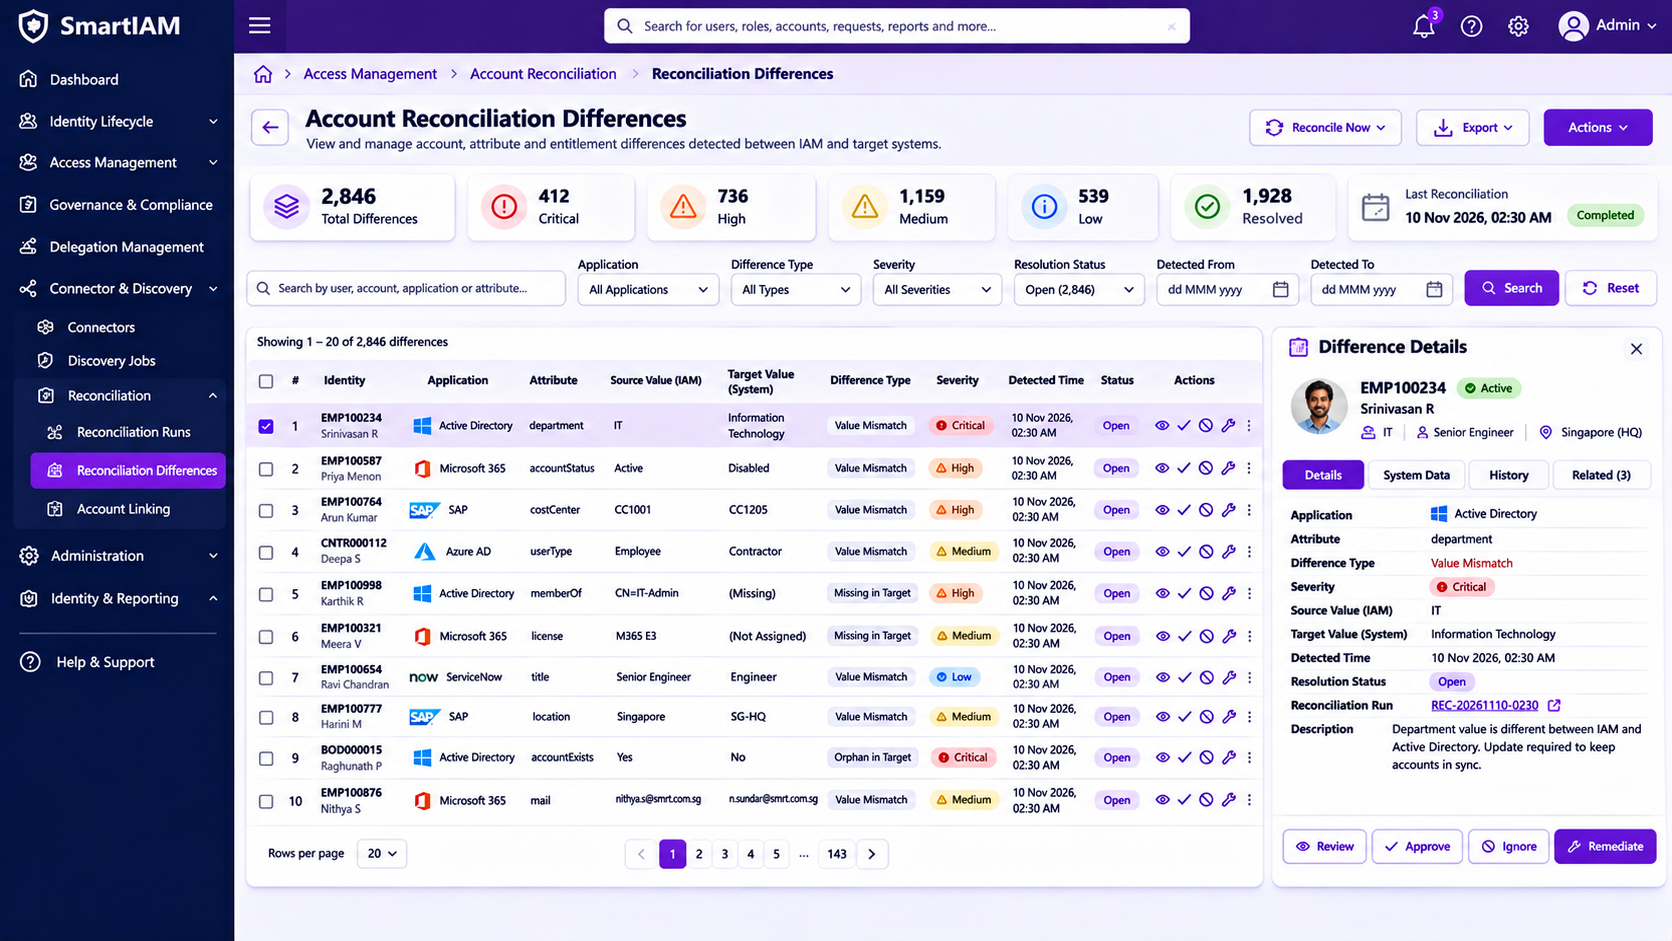 SmartIAM
Search for users, roles, accounts, requests, reports and more...
3
Admin
Dashboard
Identity Lifecycle
Access Management
Governance & Compliance
Delegation Management
Connector & Discovery
Connectors
Discovery Jobs
Reconciliation
Reconciliation Runs
Reconciliation Differences
Account Linking
Administration
Identity & Reporting
Help & Support
Access Management > Account Reconciliation > Reconciliation Differences
Account Reconciliation Differences
View and manage account, attribute and entitlement differences detected between IAM and target systems.
Reconcile Now
Export
Actions
2,846
Total Differences
412
Critical
736
High
1,159
Medium
539
Low
1,928
Resolved
Last Reconciliation
10 Nov 2026, 02:30 AM
Completed
Search by user, account, application or attribute...
Application
All Applications
Difference Type
All Types
Severity
All Severities
Resolution Status
Open (2,846)
Detected From
dd MMM yyyy
Detected To
dd MMM yyyy
Search
Reset
Showing 1 – 20 of 2,846 differences
# Identity Application Attribute Source Value (IAM) Target Value (System) Difference Type Severity Detected Time Status Actions
1 EMP100234 Srinivasan R Active Directory department IT Information Technology Value Mismatch Critical 10 Nov 2026, 02:30 AM Open
2 EMP100587 Priya Menon Microsoft 365 accountStatus Active Disabled Value Mismatch High 10 Nov 2026, 02:30 AM Open
3 EMP100764 Arun Kumar SAP SAP costCenter CC1001 CC1205 Value Mismatch High 10 Nov 2026, 02:30 AM Open
4 CNTR000112 Deepa S Azure AD userType Employee Contractor Value Mismatch Medium 10 Nov 2026, 02:30 AM Open
5 EMP100998 Karthik R Active Directory memberOf CN=IT-Admin (Missing) Missing in Target High 10 Nov 2026, 02:30 AM Open
6 EMP100321 Meera V Microsoft 365 license M365 E3 (Not Assigned) Missing in Target Medium 10 Nov 2026, 02:30 AM Open
7 EMP100654 Ravi Chandran now ServiceNow title Senior Engineer Engineer Value Mismatch Low 10 Nov 2026, 02:30 AM Open
8 EMP100777 Harini M SAP SAP location Singapore SG-HQ Value Mismatch Medium 10 Nov 2026, 02:30 AM Open
9 BOD000015 Raghunath P Active Directory accountExists Yes No Orphan in Target Critical 10 Nov 2026, 02:30 AM Open
10 EMP100876 Nithya S Microsoft 365 mail nithya.s@smrt.com.sg n.sundar@smrt.com.sg Value Mismatch Medium 10 Nov 2026, 02:30 AM Open
Rows per page 20
1 2 3 4 5 ... 143
Difference Details
EMP100234 Active
Srinivasan R
IT Senior Engineer Singapore (HQ)
Details System Data History Related (3)
Application Active Directory
Attribute department
Difference Type Value Mismatch
Severity Critical
Source Value (IAM) IT
Target Value (System) Information Technology
Detected Time 10 Nov 2026, 02:30 AM
Resolution Status Open
Reconciliation Run REC-20261110-0230
Description Department value is different between IAM and
Active Directory. Update required to keep
accounts in sync.
Review Approve Ignore Remediate